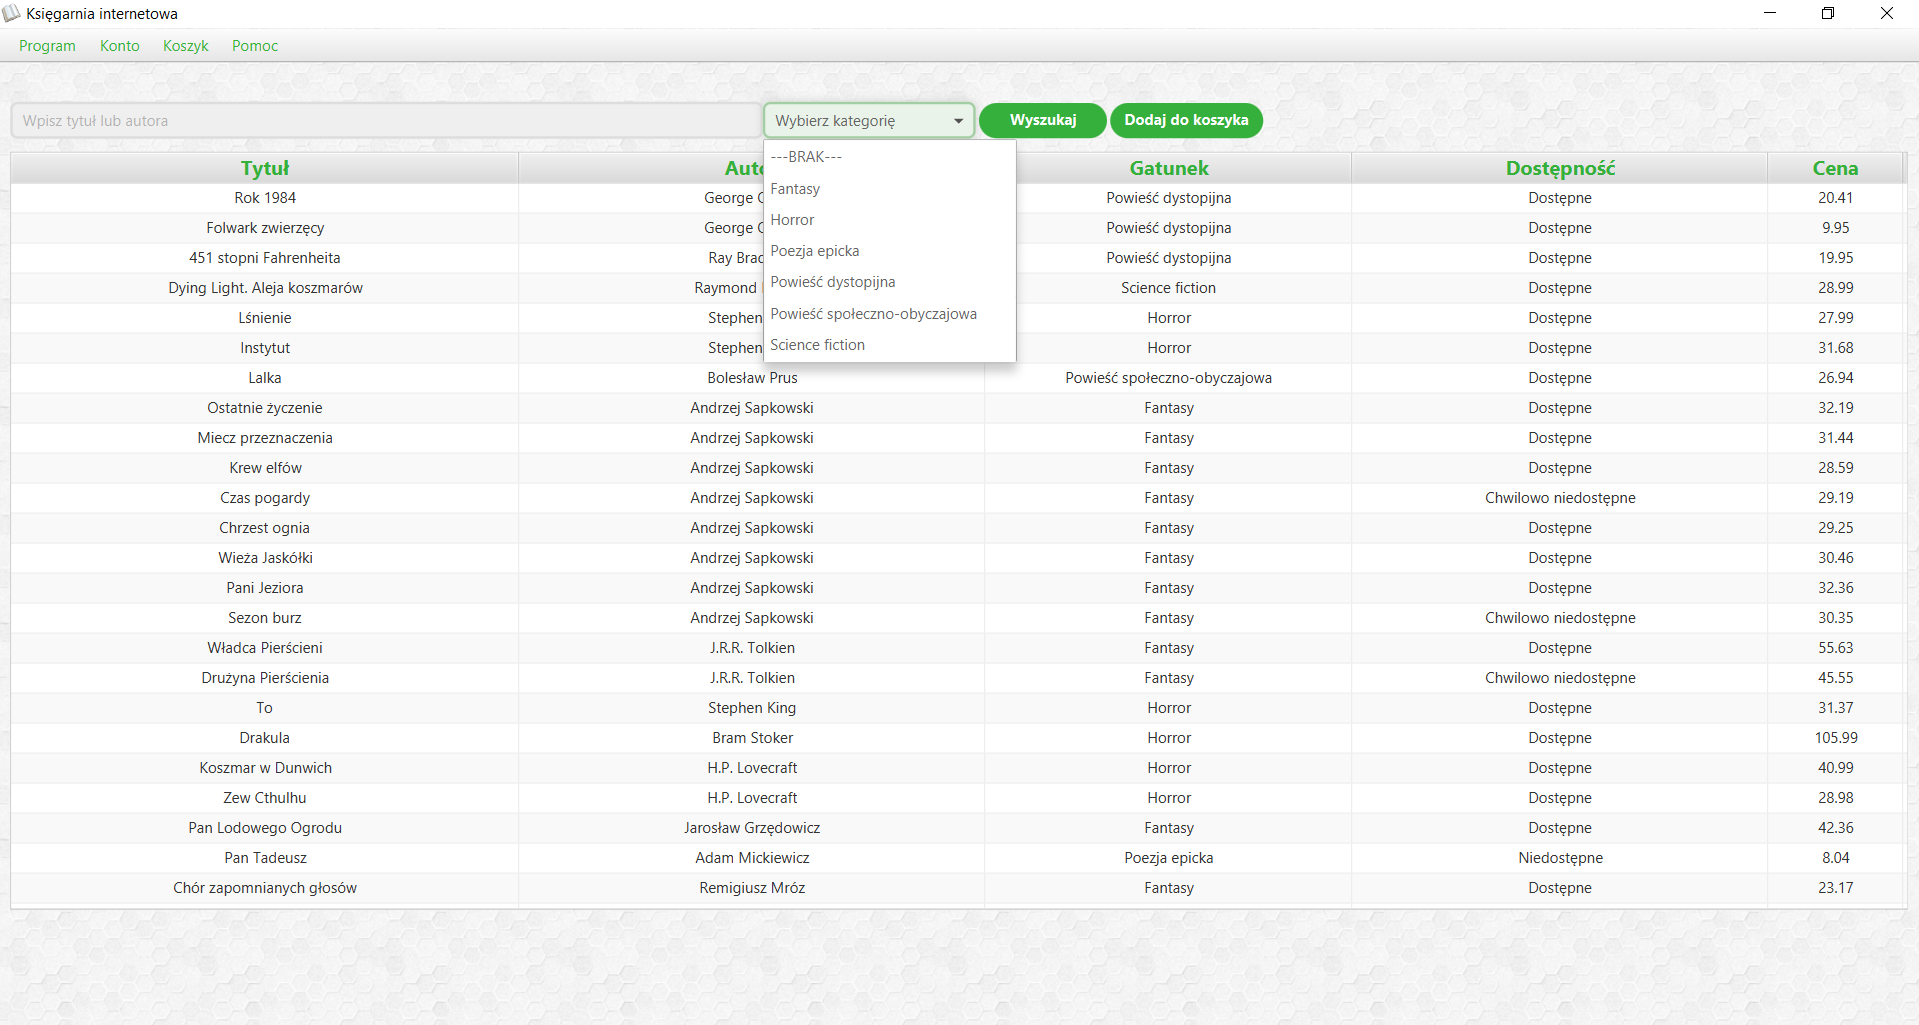 Księgarnia internetowa
Program Konto Koszyk Pomoc
Wpisz tytuł lub autora Wybierz kategorię Wyszukaj Dodaj do koszyka
---BRAK---
Fantasy
Horror
Poezja epicka
Powieść dystopijna
Powieść społeczno-obyczajowa
Science fiction
Tytuł Gatunek Dostępność Cena
Rok 1984 George Powieść dystopijna Dostępne 20.41
Folwark zwierzęcy George Powieść dystopijna Dostępne 9.95
451 stopni Fahrenheita Ray Powieść dystopijna Dostępne 19.95
Dying Light. Aleja koszmarów Raymond Science fiction Dostępne 28.99
Lśnienie Stephen Horror Dostępne 27.99
Instytut Stephen Horror Dostępne 31.68
Lalka Bolesław Prus Powieść społeczno-obyczajowa Dostępne 26.94
Ostatnie życzenie Andrzej Sapkowski Fantasy Dostępne 32.19
Miecz przeznaczenia Andrzej Sapkowski Fantasy Dostępne 31.44
Krew elfów Andrzej Sapkowski Fantasy Dostępne 28.59
Czas pogardy Andrzej Sapkowski Fantasy Chwilowo niedostępne 29.19
Chrzest ognia Andrzej Sapkowski Fantasy Dostępne 29.25
Wieża Jaskółki Andrzej Sapkowski Fantasy Dostępne 30.46
Pani Jeziora Andrzej Sapkowski Fantasy Dostępne 32.36
Sezon burz Andrzej Sapkowski Fantasy Chwilowo niedostępne 30.35
Władca Pierścieni J.R.R. Tolkien Fantasy Dostępne 55.63
Drużyna Pierścienia J.R.R. Tolkien Fantasy Chwilowo niedostępne 45.55
To Stephen King Horror Dostępne 31.37
Drakula Bram Stoker Horror Dostępne 105.99
Koszmar w Dunwich H.P. Lovecraft Horror Dostępne 40.99
Zew Cthulhu H.P. Lovecraft Horror Dostępne 28.98
Pan Lodowego Ogrodu Jarosław Grzędowicz Fantasy Dostępne 42.36
Pan Tadeusz Adam Mickiewicz Poezja epicka Niedostępne 8.04
Chór zapomnianych głosów Remigiusz Mróz Fantasy Dostępne 23.17